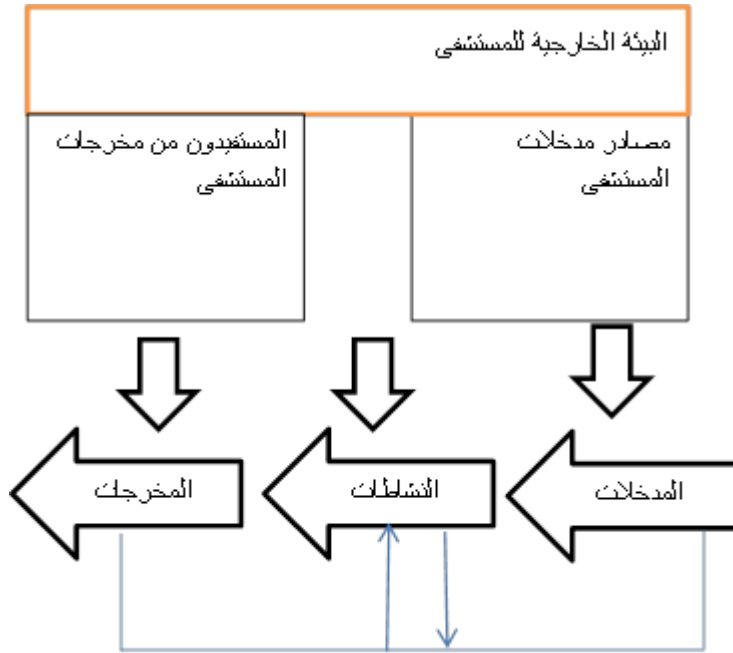 البيئة الخارجية للمستشفى
مصادر مدخلات
المستشفى
المستفيدون من مخرجات
المستشفى
المدخلات
النشاطات
المخرجات